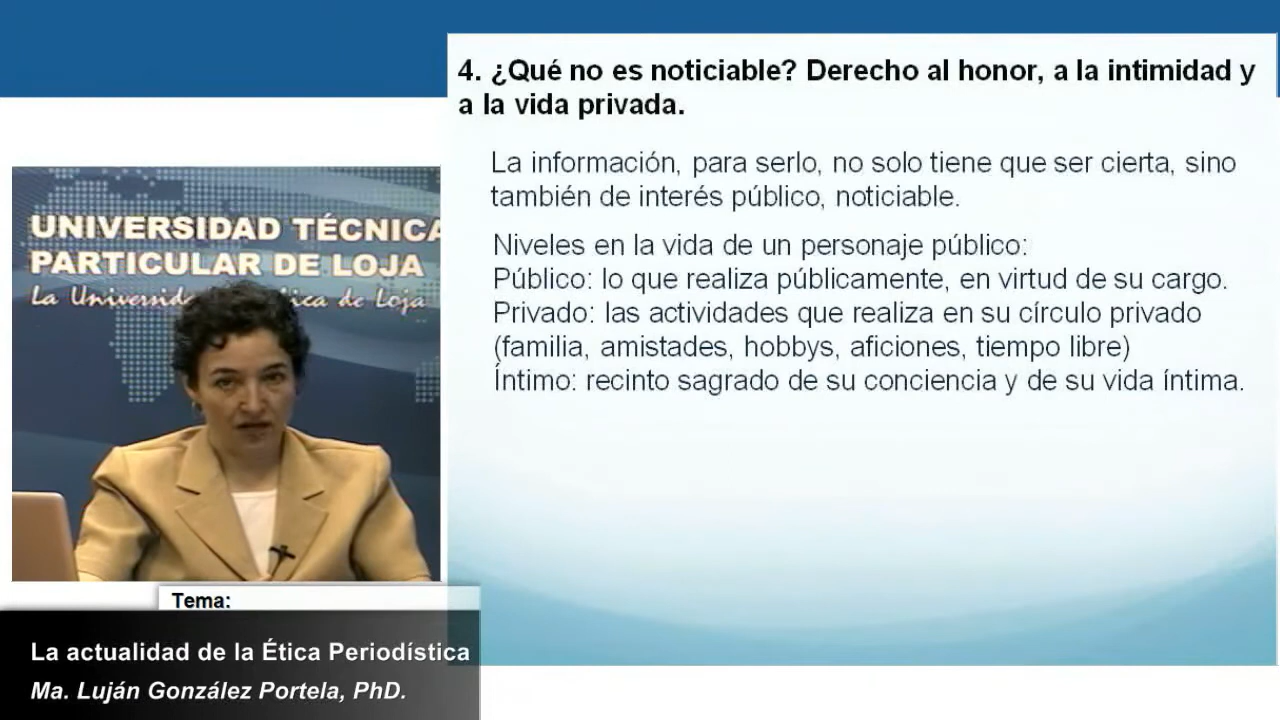 4. ¿Qué no es noticiable? Derecho al honor, a la intimidad y
a la vida privada.
La información, para serlo, no solo tiene que ser cierta, sino
también de interés público, noticiable.
Niveles en la vida de un personaje público:
Público: lo que realiza públicamente, en virtud de su cargo.
Privado: las actividades que realiza en su círculo privado
(familia, amistades, hobbys, aficiones, tiempo libre)
Íntimo: recinto sagrado de su conciencia y de su vida íntima.
UNIVERSIDAD TÉCNICA
PARTICULAR DE LOJA
La de Loja
Tema:
La actualidad de la Ética Periodística
Ma. Luján González Portela, PhD.